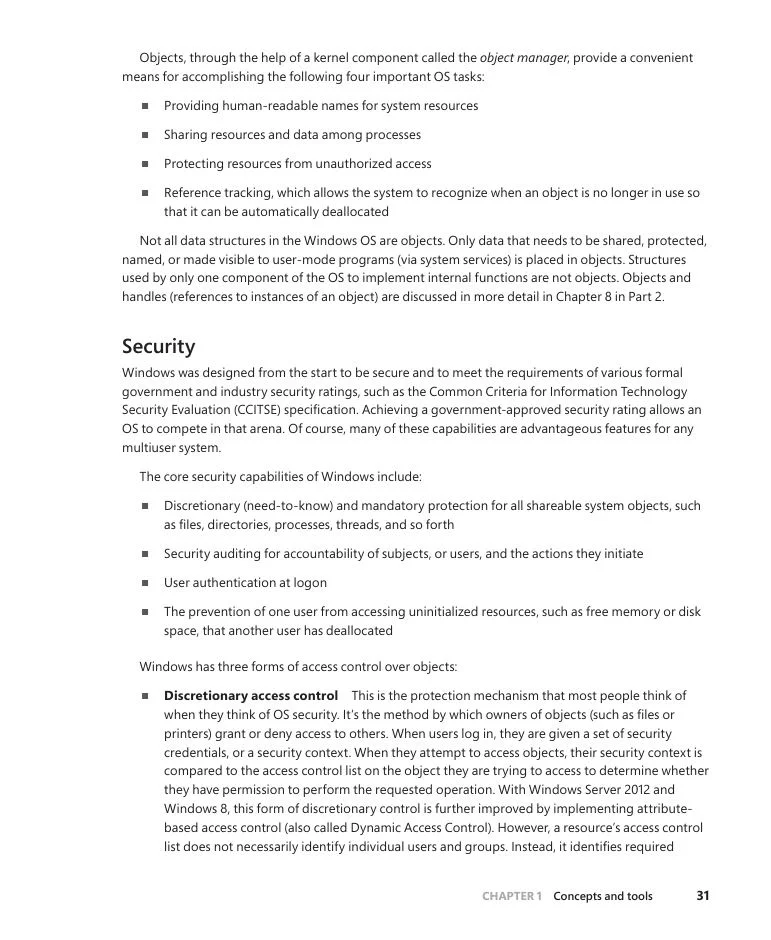 Objects, through the help of a kernel component called the object manager, provide a convenient
means for accomplishing the following four important OS tasks:
■ Providing human-readable names for system resources
■ Sharing resources and data among processes
■ Protecting resources from unauthorized access
■ Reference tracking, which allows the system to recognize when an object is no longer in use so
that it can be automatically deallocated
Not all data structures in the Windows OS are objects. Only data that needs to be shared, protected,
named, or made visible to user-mode programs (via system services) is placed in objects. Structures
used by only one component of the OS to implement internal functions are not objects. Objects and
handles (references to instances of an object) are discussed in more detail in Chapter 8 in Part 2.
Security
Windows was designed from the start to be secure and to meet the requirements of various formal
government and industry security ratings, such as the Common Criteria for Information Technology
Security Evaluation (CCITSE) specification. Achieving a government-approved security rating allows an
OS to compete in that arena. Of course, many of these capabilities are advantageous features for any
multiuser system.
The core security capabilities of Windows include:
■ Discretionary (need-to-know) and mandatory protection for all shareable system objects, such
as files, directories, processes, threads, and so forth
■ Security auditing for accountability of subjects, or users, and the actions they initiate
■ User authentication at logon
■ The prevention of one user from accessing uninitialized resources, such as free memory or disk
space, that another user has deallocated
Windows has three forms of access control over objects:
■ Discretionary access control This is the protection mechanism that most people think of
when they think of OS security. It's the method by which owners of objects (such as files or
printers) grant or deny access to others. When users log in, they are given a set of security
credentials, or a security context. When they attempt to access objects, their security context is
compared to the access control list on the object they are trying to access to determine whether
they have permission to perform the requested operation. With Windows Server 2012 and
Windows 8, this form of discretionary control is further improved by implementing attribute-
based access control (also called Dynamic Access Control). However, a resource's access control
list does not necessarily identify individual users and groups. Instead, it identifies required
CHAPTER 1 Concepts and tools 31